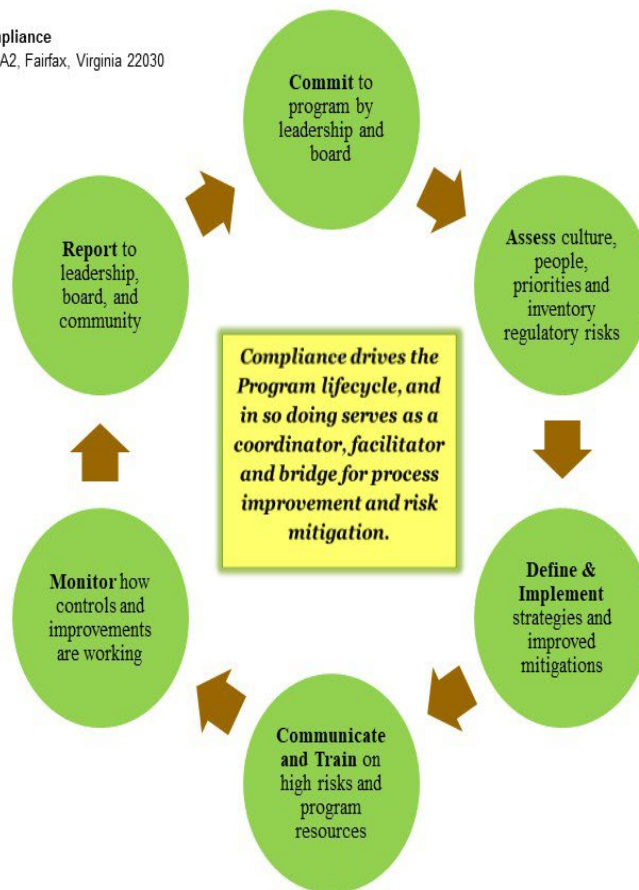 A2, Fairfax, Virginia 22030
Commit to
program by
leadership and
board
Assess culture,
people,
priorities and
inventory
regulatory risks
Define &
Implement
strategies and
improved
mitigations
Communicate
and Train on
high risks and
program
resources
Monitor how
controls and
improvements
are working
Report to
leadership,
board, and
community
Compliance drives the
Program lifecycle, and
in so doing serves as a
coordinator, facilitator
and bridge for process
improvement and risk
mitigation.